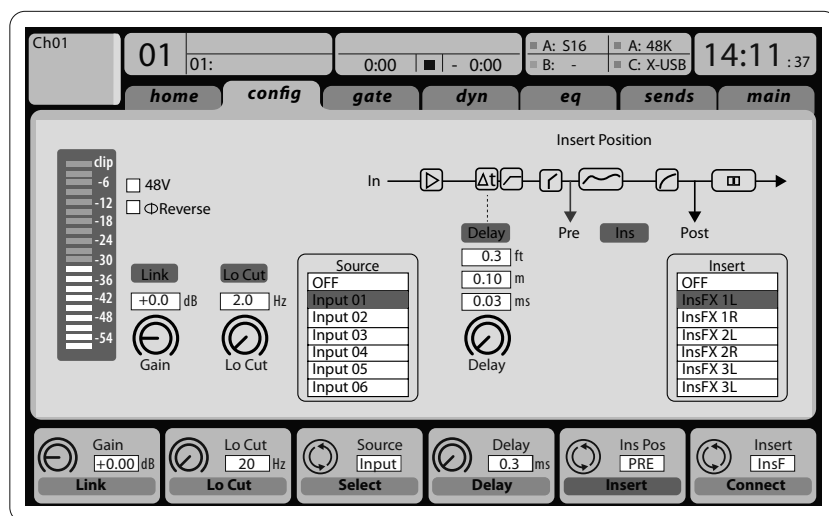 Ch01
01
01:
0:00
- 0:00
A: S16
B: -
A: 48K
C: X-USB
14:11 :37
home
config
gate
dyn
eq
sends
main
Insert Position
clip
-6
-12
-18
-24
-30
-36
-42
-48
-54
48V
ΦReverse
In
Δt
Pre
Ins
Post
Link
+0.0 dB
Gain
Lo Cut
2.0 Hz
Lo Cut
Source
OFF
Input 01
Input 02
Input 03
Input 04
Input 05
Input 06
Delay
0.3 ft
0.10 m
0.03 ms
Delay
Insert
OFF
InsFX 1L
InsFX 1R
InsFX 2L
InsFX 2R
InsFX 3L
InsFX 3L
Gain
+0.00 dB
Link
Lo Cut
20 Hz
Lo Cut
Source
Input
Select
Delay
0.3 ms
Delay
Ins Pos
PRE
Insert
Insert
InsF
Connect